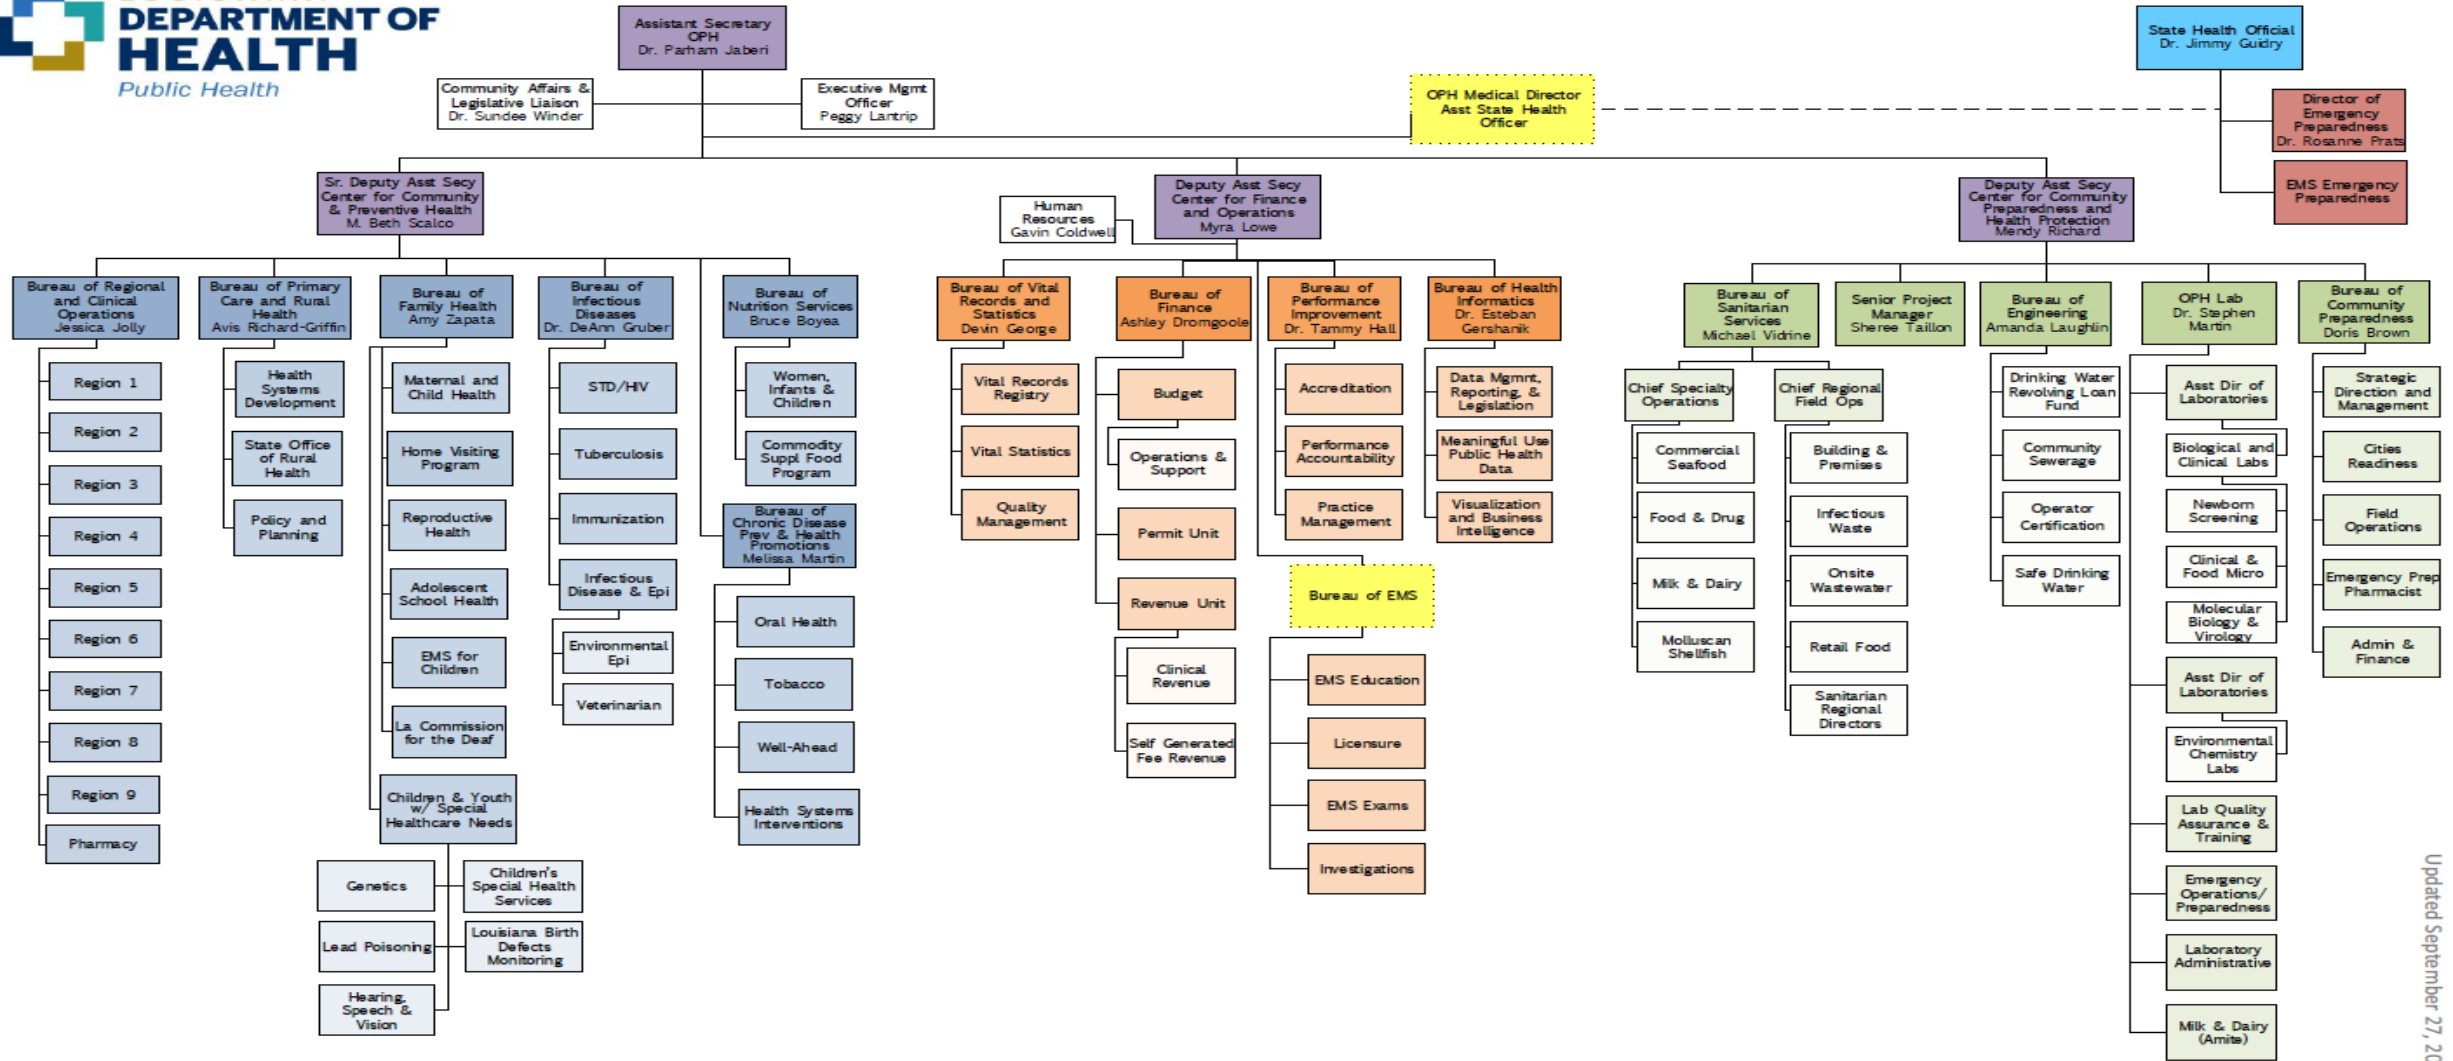 DEPARTMENT OF
HEALTH
Public Health
Assistant Secretary
OPH
Dr. Parham Jaberi
State Health Official
Dr. Jimmy Guidry
Community Affairs &
Legislative Liaison
Dr. Sundee Winder
Executive Mgmt
Officer
Peggy Lantrip
OPH Medical Director
Asst State Health
Officer
Director of
Emergency
Preparedness
Dr. Rosanne Prats
EMS Emergency
Preparedness
Sr. Deputy Asst Secy
Center for Community
& Preventive Health
M. Beth Scalco
Human
Resources
Gavin Coldwell
Deputy Asst Secy
Center for Finance
and Operations
Myra Lowe
Deputy Asst Secy
Center for Community
Preparedness and
Health Protection
Mendy Richard
Bureau of Regional
and Clinical
Operations
Jessica Jolly
Region 1
Region 2
Region 3
Region 4
Region 5
Region 6
Region 7
Region 8
Region 9
Pharmacy
Bureau of Primary
Care and Rural
Health
Avis Richard-Griffin
Health
Systems
Development
State Office
of Rural
Health
Policy and
Planning
Bureau of
Family Health
Amy Zapata
Maternal and
Child Health
Home Visiting
Program
Reproductive
Health
Adolescent
School Health
EMS for
Children
La Commission
for the Deaf
Children & Youth
w/ Special
Healthcare Needs
Genetics
Children's
Special Health
Services
Lead Poisoning
Louisiana Birth
Defects
Monitoring
Hearing,
Speech &
Vision
Bureau of
Infectious
Diseases
Dr. DeAnn Gruber
STD/HIV
Tuberculosis
Immunization
Infectious
Disease & Epi
Environmental
Epi
Veterinarian
Bureau of
Nutrition Services
Bruce Boyea
Women,
Infants &
Children
Commodity
Suppl Food
Program
Bureau of
Chronic Disease
Prev & Health
Promotions
Melissa Martin
Oral Health
Tobacco
Well-Ahead
Health Systems
Interventions
Bureau of Vital
Records and
Statistics
Devin George
Vital Records
Registry
Vital Statistics
Quality
Management
Bureau of
Finance
Ashley Dromgoole
Budget
Operations &
Support
Permit Unit
Revenue Unit
Clinical
Revenue
Self Generated
Fee Revenue
Bureau of
Performance
Improvement
Dr. Tammy Hall
Accreditation
Performance
Accountability
Practice
Management
Bureau of EMS
EMS Education
Licensure
EMS Exams
Investigations
Bureau of Health
Informatics
Dr. Esteban
Gershanik
Data Mgmnt,
Reporting, &
Legislation
Meaningful Use
Public Health
Data
Visualization
and Business
Intelligence
Bureau of
Sanitarian
Services
Michael Vidrine
Chief Specialty
Operations
Commercial
Seafood
Food & Drug
Milk & Dairy
Molluscan
Shellfish
Chief Regional
Field Ops
Building &
Premises
Infectious
Waste
Onsite
Wastewater
Retail Food
Sanitarian
Regional
Directors
Senior Project
Manager
Sheree Taillon
Bureau of
Engineering
Amanda Laughlin
Drinking Water
Revolving Loan
Fund
Community
Sewerage
Operator
Certification
Safe Drinking
Water
OPH Lab
Dr. Stephen
Martin
Asst Dir of
Laboratories
Biological and
Clinical Labs
Newborn
Screening
Clinical &
Food Micro
Molecular
Biology &
Virology
Asst Dir of
Laboratories
Environmental
Chemistry
Labs
Lab Quality
Assurance &
Training
Emergency
Operations/
Preparedness
Laboratory
Administrative
Milk & Dairy
(Amite)
Bureau of
Community
Preparedness
Doris Brown
Strategic
Direction and
Management
Cities
Readiness
Field
Operations
Emergency Prep
Pharmacist
Admin &
Finance
Updated September 27,